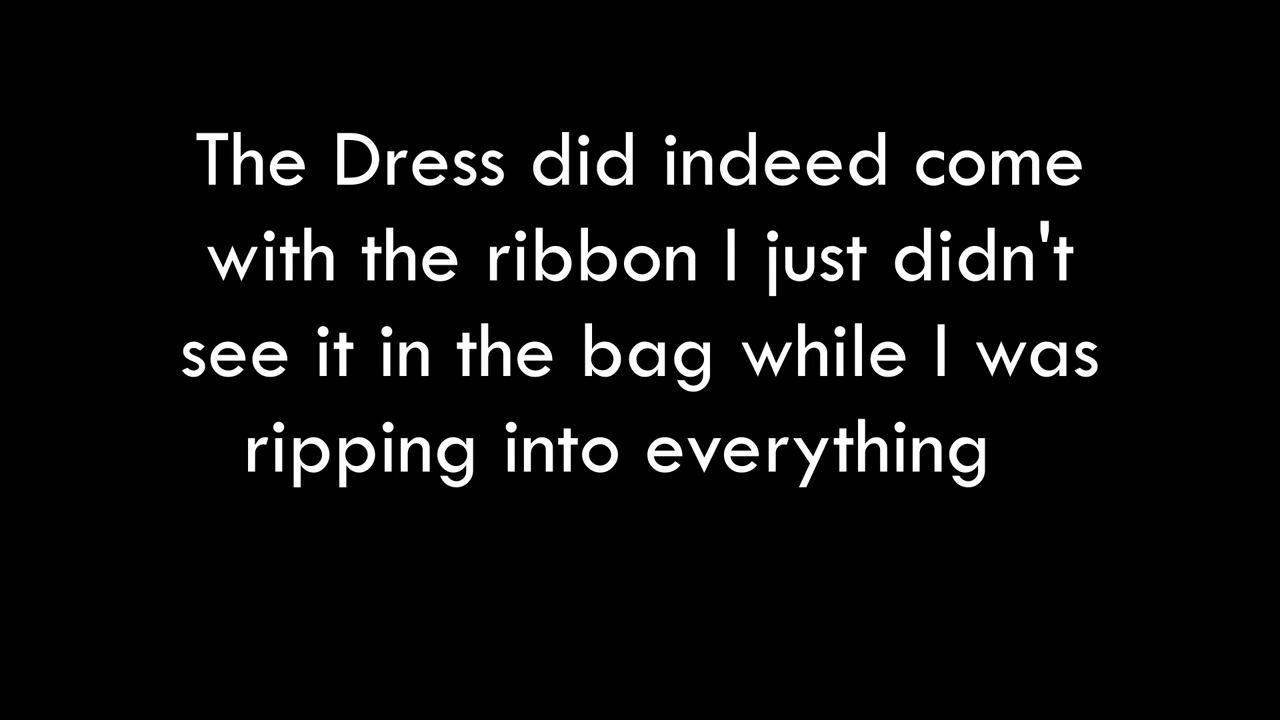 The Dress did indeed come
with the ribbon I just didn't
see it in the bag while I was
ripping into everything